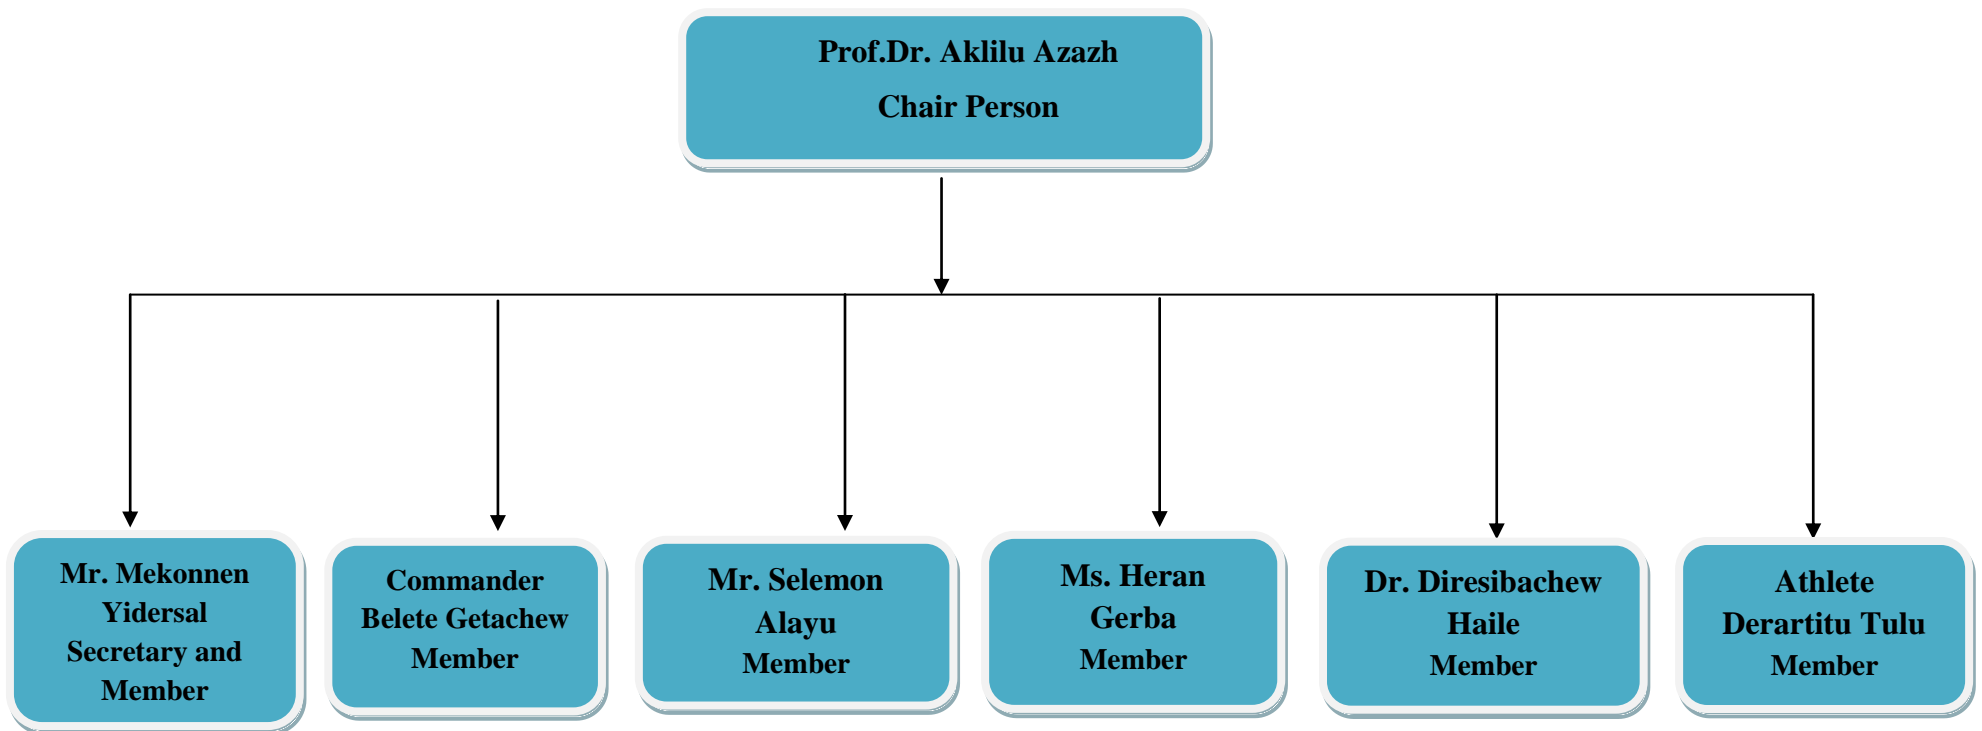 Prof.Dr. Aklilu Azazh
Chair Person
Mr. Mekonnen
Yidersal
Secretary and
Member
Commander
Belete Getachew
Member
Mr. Selemon
Alayu
Member
Ms. Heran
Gerba
Member
Dr. Diresibachew
Haile
Member
Athlete
Derartitu Tulu
Member